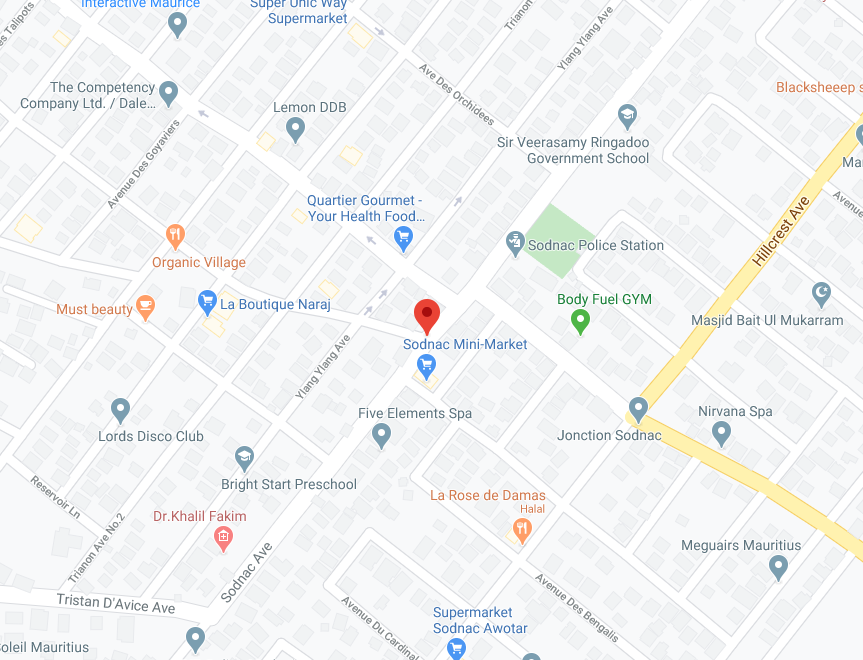 Interactive Maurice
Super Unic Way
Supermarket
Trianon
Ylang Ylang Ave
Des Talipots
The Competency
Company Ltd. / Dale...
Ave Des Orchidees
Blacksheeep s
Lemon DDB
Sir Veerasamy Ringadoo
Government School
Mar
Avenue Des Goyaviers
Quartier Gourmet -
Your Health Food...
Avenue
Hillcrest Ave
Sodnac Police Station
Organic Village
Must beauty
La Boutique Naraj
Body Fuel GYM
Masjid Bait Ul Mukarram
Sodnac Mini-Market
Ylang Ylang Ave
Five Elements Spa
Nirvana Spa
Lords Disco Club
Jonction Sodnac
Bright Start Preschool
La Rose de Damas
Halal
Reservoir Ln
Dr.Khalil Fakim
Trianon Ave No.2
Meguairs Mauritius
Sodnac Ave
Tristan D'Avice Ave
Avenue Des Bengalis
Avenue Du Cardinal
Supermarket
Sodnac Awotar
Soleil Mauritius